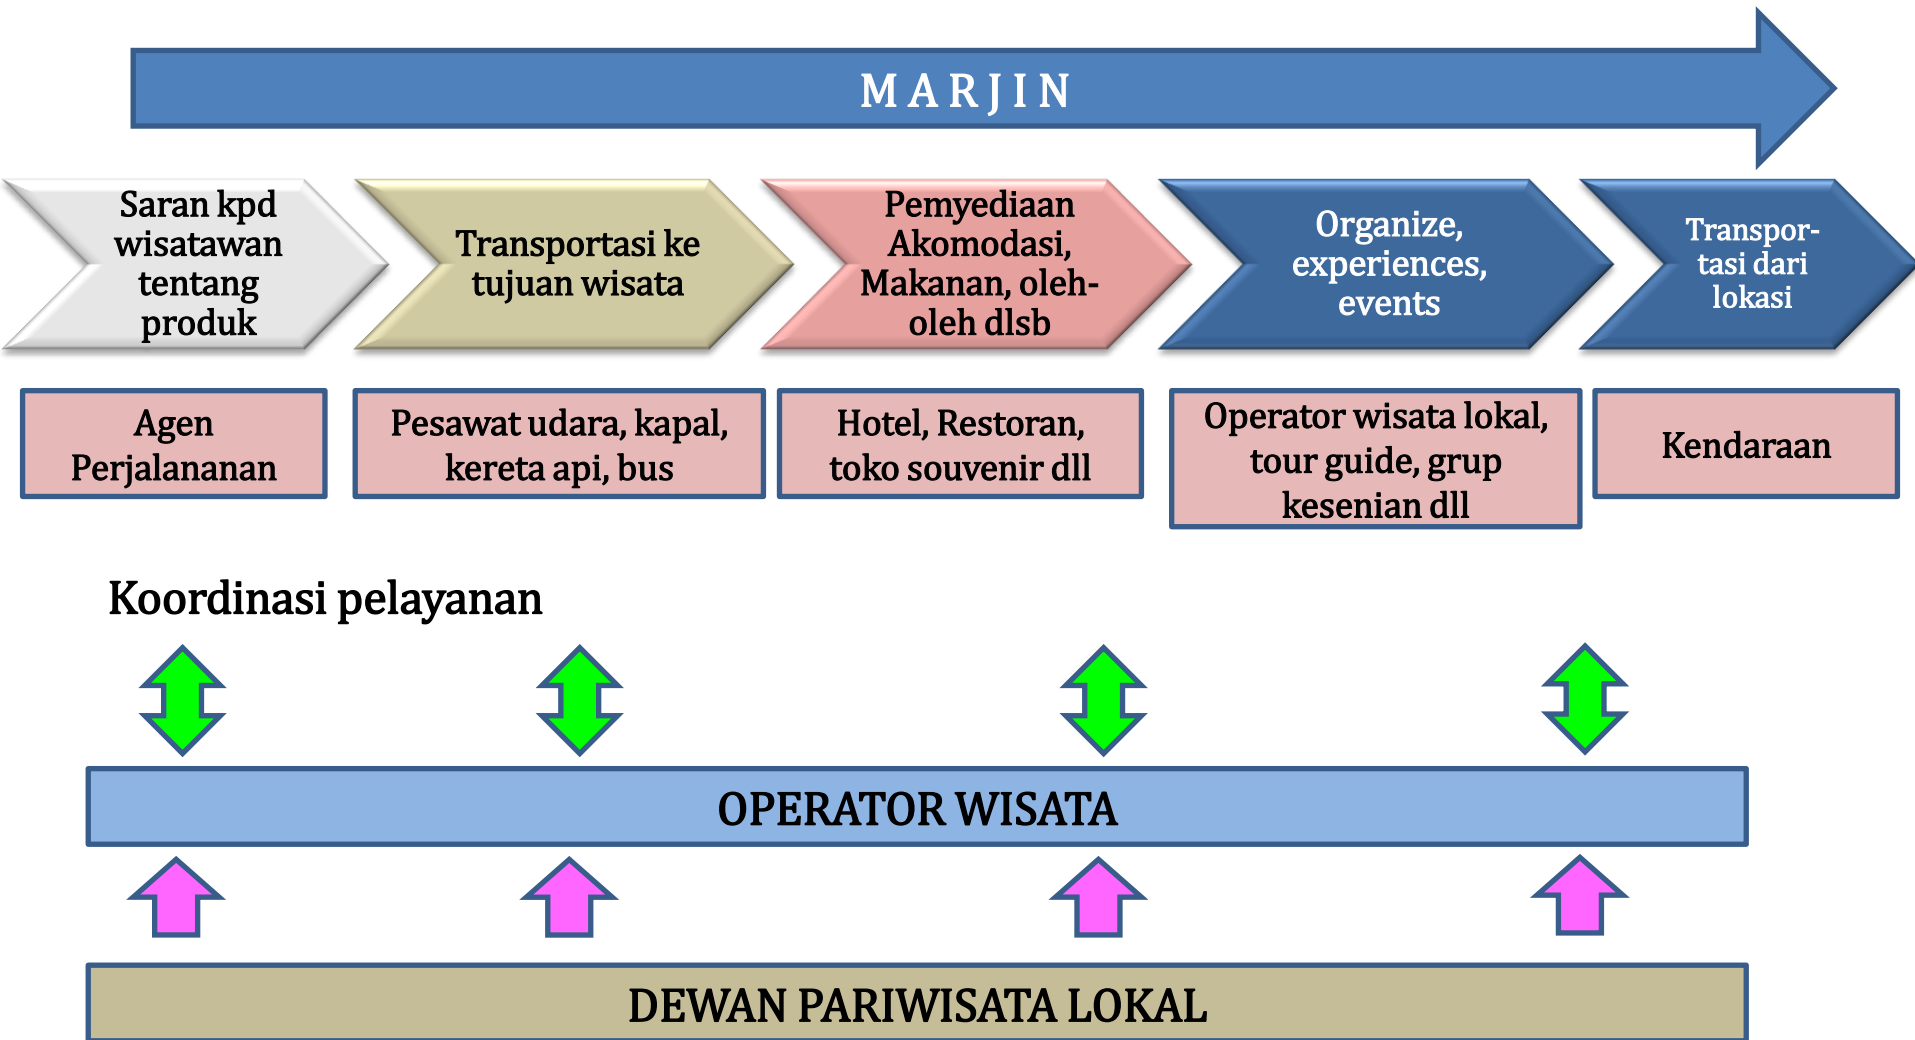 M A R J I N
Saran kpd
wisatawan
tentang
produk
Transportasi ke
tujuan wisata
Pemyediaan
Akomodasi,
Makanan, oleh-
oleh dlsb
Organize,
experiences,
events
Transpor-
tasi dari
lokasi
Agen
Perjalananan
Pesawat udara, kapal,
kereta api, bus
Hotel, Restoran,
toko souvenir dll
Operator wisata lokal,
tour guide, grup
kesenian dll
Kendaraan
Koordinasi pelayanan
OPERATOR WISATA
DEWAN PARIWISATA LOKAL